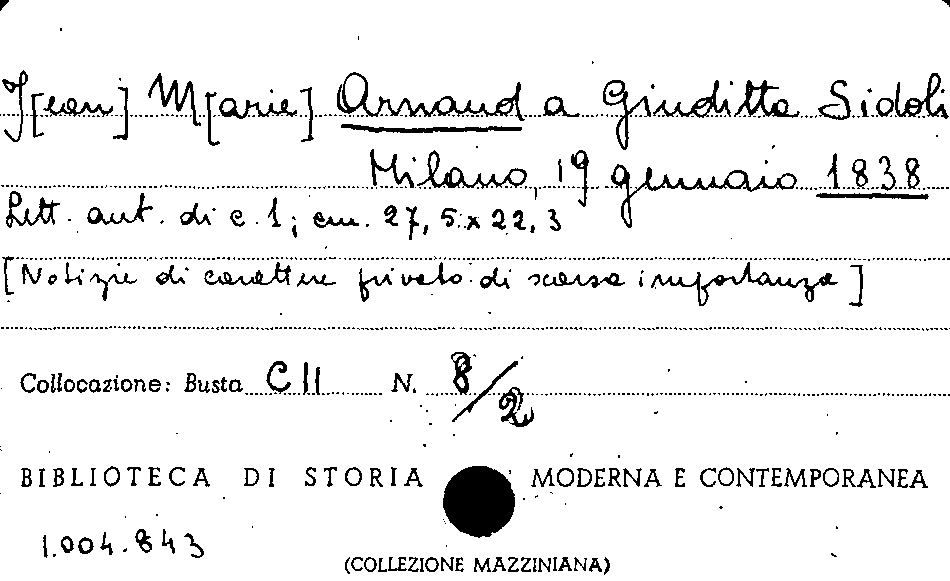 J[ean] M[arie] Arnaud a Giuditta Sidoli
Milano, 19 gennaio 1838
Lett. aut. di c. 1; cm. 27,5 x 22,3
[Notizie di carattere privato di scarsa importanza]
Collocazione: Busta C II N. 8/2
BIBLIOTECA DI STORIA MODERNA E CONTEMPORANEA
1.004.843
(COLLEZIONE MAZZINIANA)